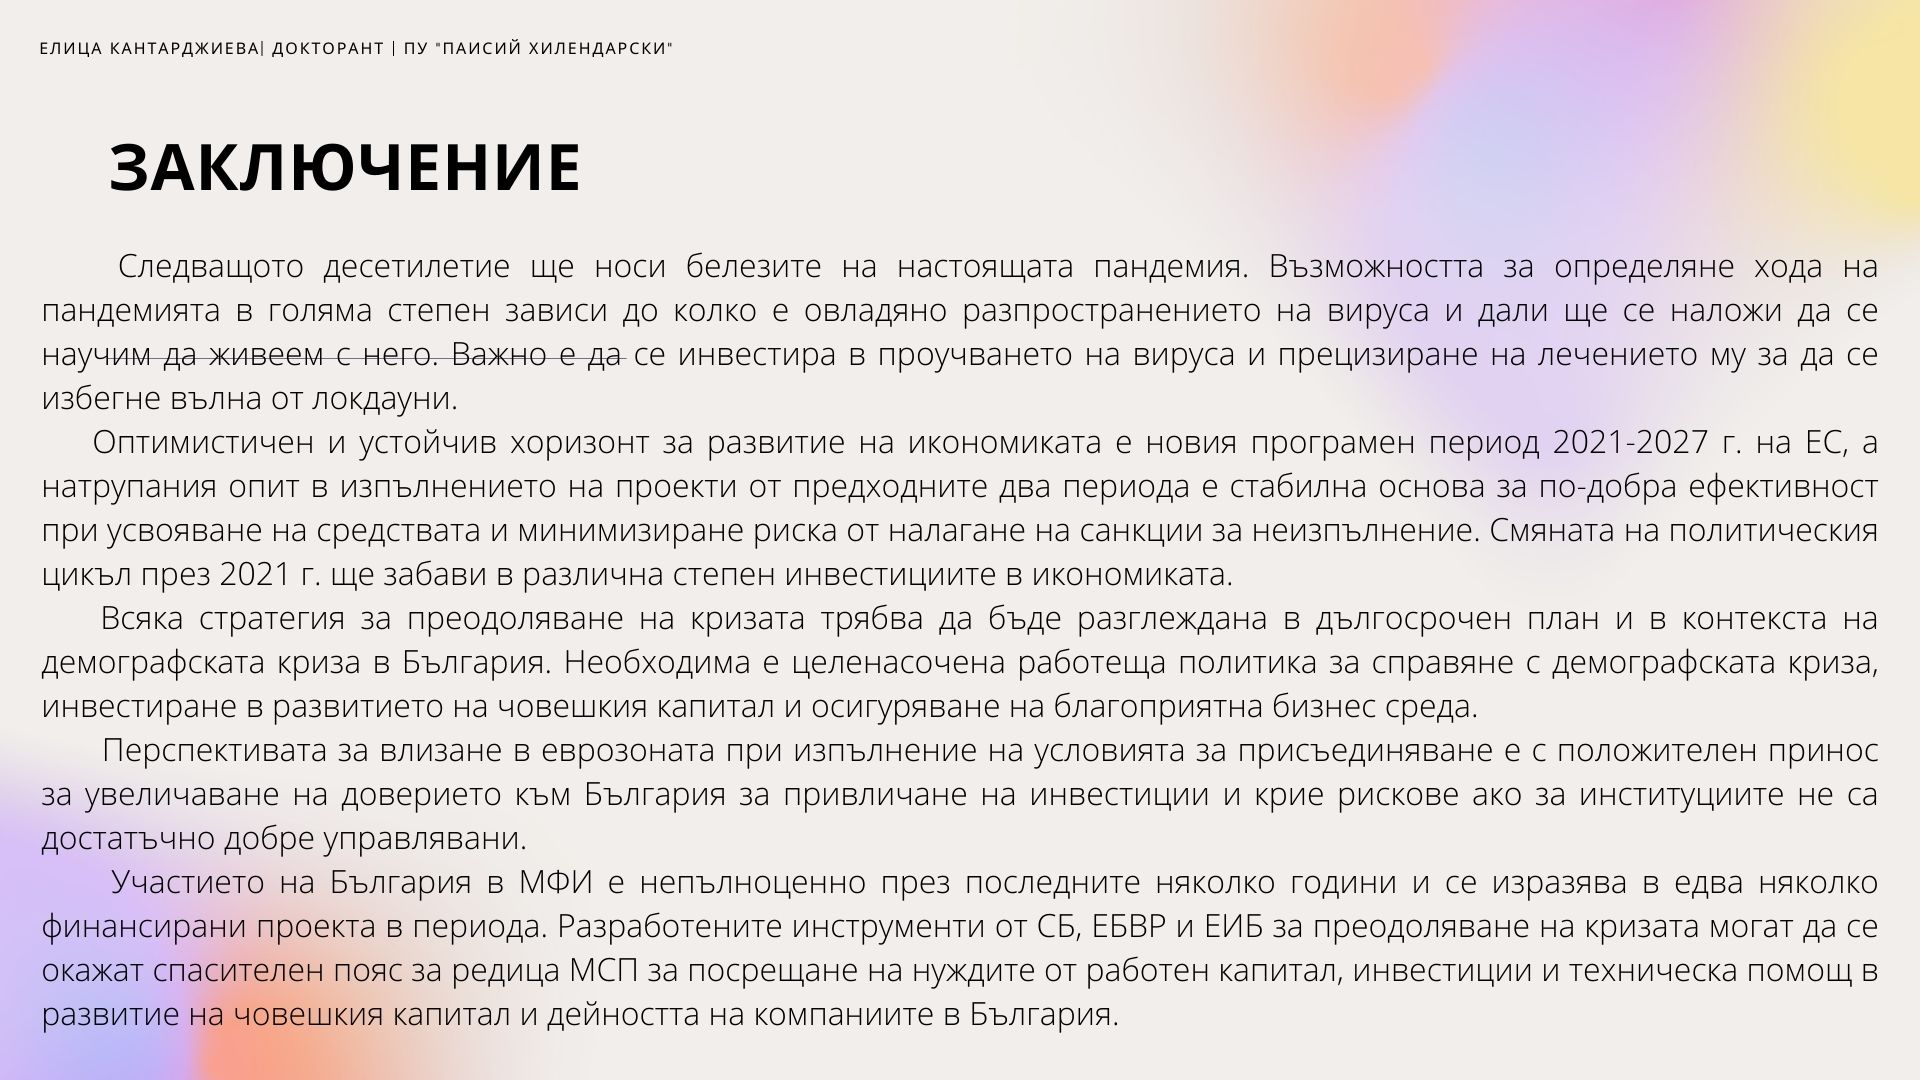 ЕЛИЦА КАНТАРДЖИЕВА| ДОКТОРАНТ | ПУ "ПАИСИЙ ХИЛЕНДАРСКИ"
ЗАКЛЮЧЕНИЕ
Следващото десетилетие ще носи белезите на настоящата пандемия. Възможността за определяне хода на
пандемията в голяма степен зависи до колко е овладяно разпространението на вируса и дали ще се наложи да се
научим да живеем с него. Важно е да се инвестира в проучването на вируса и прецизиране на лечението му за да се
избегне вълна от локдауни.
Оптимистичен и устойчив хоризонт за развитие на икономиката е новия програмен период 2021-2027 г. на ЕС, а
натрупания опит в изпълнението на проекти от предходните два периода е стабилна основа за по-добра ефективност
при усвояване на средствата и минимизиране риска от налагане на санкции за неизпълнение. Смяната на политическия
цикъл през 2021 г. ще забави в различна степен инвестициите в икономиката.
Всяка стратегия за преодоляване на кризата трябва да бъде разглеждана в дългосрочен план и в контекста на
демографската криза в България. Необходима е целенасочена работеща политика за справяне с демографската криза,
инвестиране в развитието на човешкия капитал и осигуряване на благоприятна бизнес среда.
Перспективата за влизане в еврозоната при изпълнение на условията за присъединяване е с положителен принос
за увеличаване на доверието към България за привличане на инвестиции и крие рискове ако за институциите не са
достатъчно добре управлявани.
Участието на България в МФИ е непълноценно през последните няколко години и се изразява в едва няколко
финансирани проекта в периода. Разработените инструменти от СБ, ЕБВР и ЕИБ за преодоляване на кризата могат да се
окажат спасителен пояс за редица МСП за посрещане на нуждите от работен капитал, инвестиции и техническа помощ в
развитие на човешкия капитал и дейността на компаниите в България.